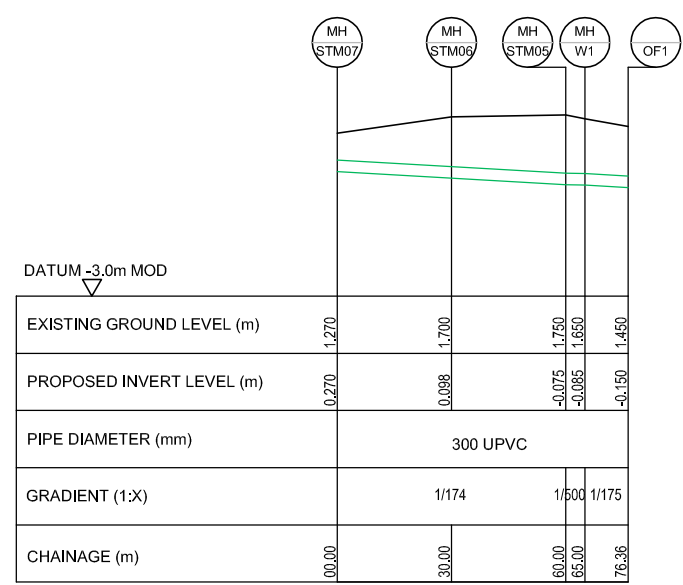 MH STM07
MH STM06
MH STM05
MH W1
OF1
DATUM -3.0m MOD
EXISTING GROUND LEVEL (m) 1.270 1.700 1.750 1.650 1.450
PROPOSED INVERT LEVEL (m) 0.270 0.098 -0.075 -0.085 -0.150
PIPE DIAMETER (mm) 300 UPVC
GRADIENT (1:X) 1/174 1/500 1/175
CHAINAGE (m) 00.00 30.00 60.00 65.00 76.36